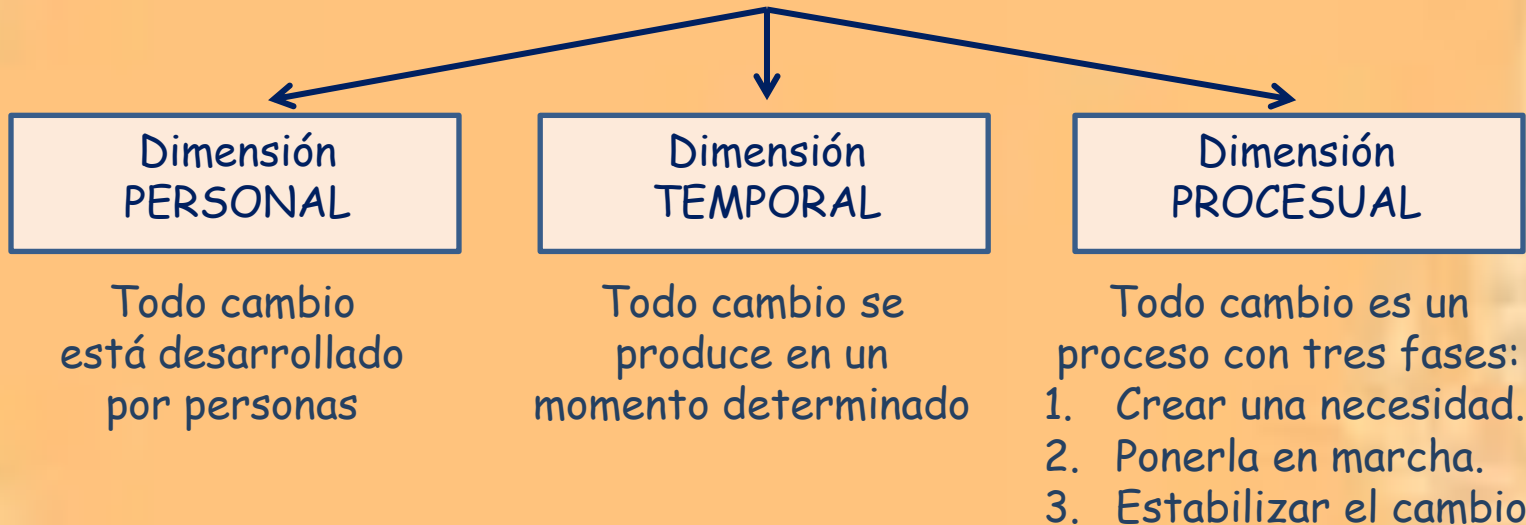 Dimensión
PERSONAL
Todo cambio
está desarrollado
por personas
Dimensión
TEMPORAL
Todo cambio se
produce en un
momento determinado
Dimensión
PROCESUAL
Todo cambio es un
proceso con tres fases:
1. Crear una necesidad.
2. Ponerla en marcha.
3. Estabilizar el cambio